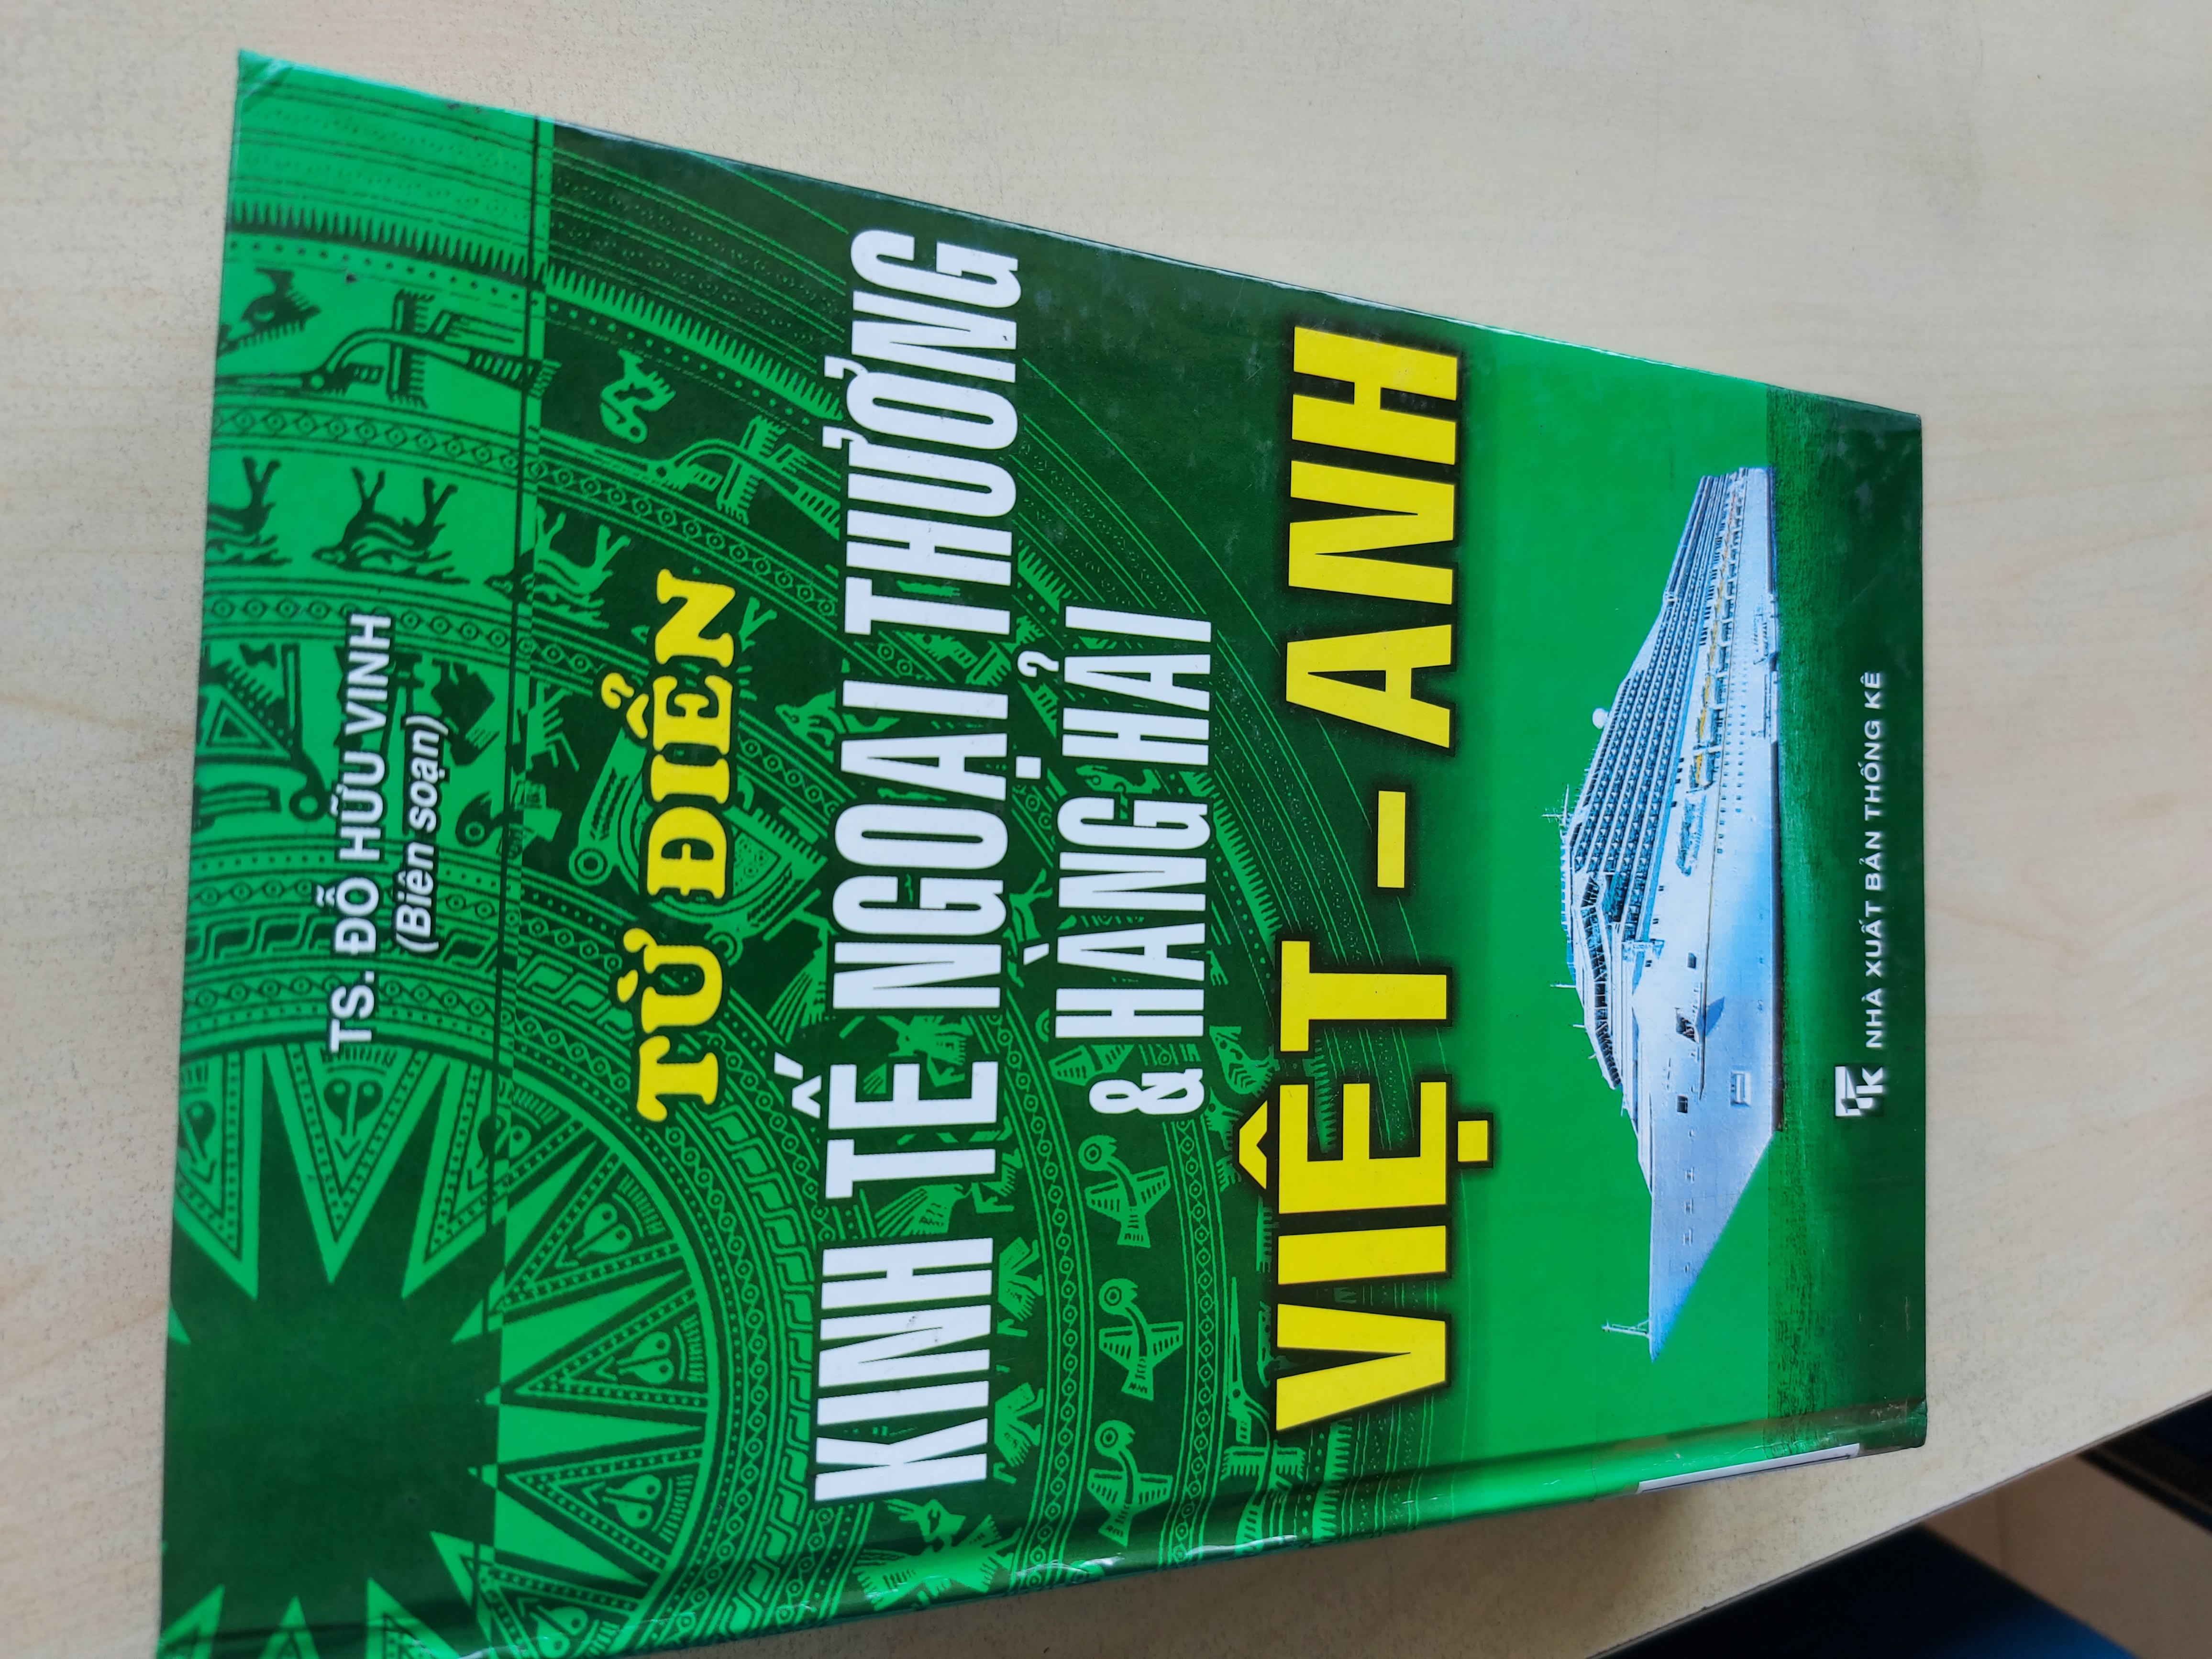 TS. ĐỖ HỮU VINH
(Biên soạn)
TỪ ĐIỂN
KINH TẾ NGOẠI THƯƠNG
& HÀNG HẢI
VIỆT – ANH
TK NHÀ XUẤT BẢN THỐNG KÊ